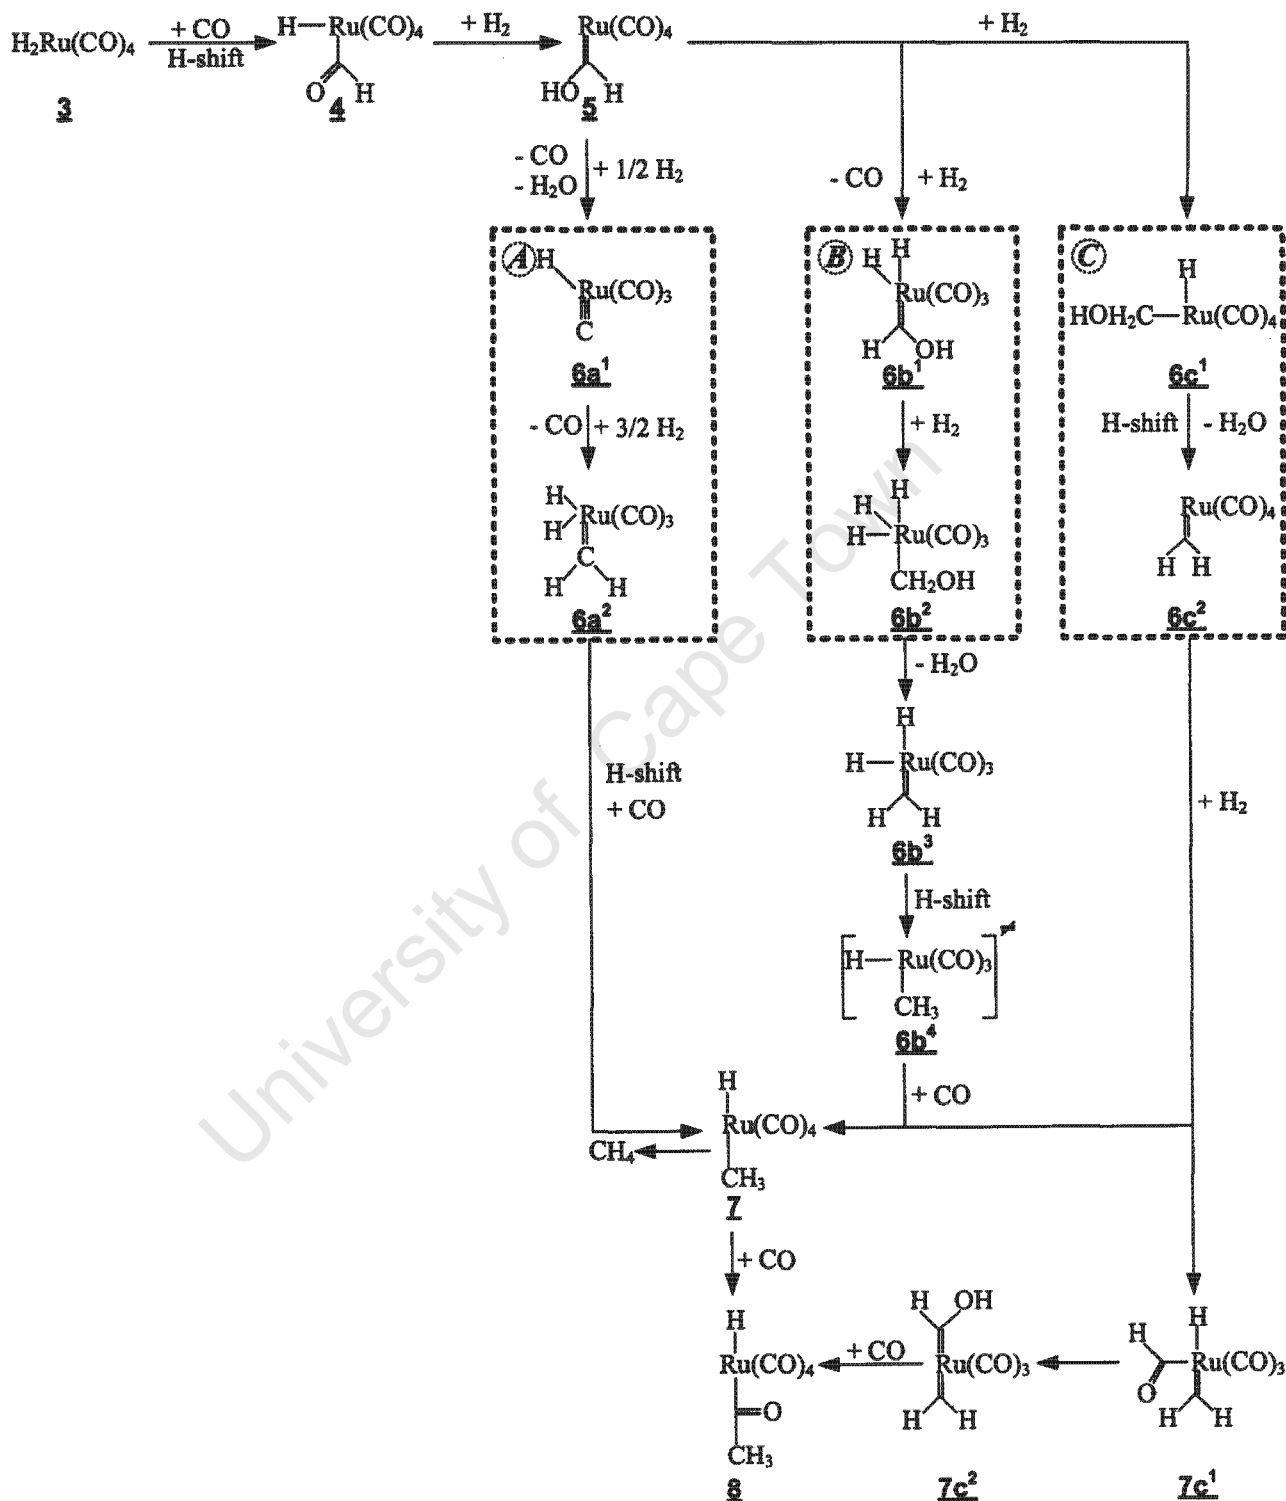 H₂Ru(CO)₄
+ CO
H-shift
H Ru(CO)₄
O H
+ H₂
Ru(CO)₄
HO H
+ H₂
3
4
5
- CO
- H₂O
+ 1/2 H₂
- CO
+ H₂
A
H
Ru(CO)₃
C
6a¹
- CO
+ 3/2 H₂
H
H
Ru(CO)₃
C
H H
6a²
B
H H
Ru(CO)₃
H OH
6b¹
+ H₂
H
H
H Ru(CO)₃
CH₂OH
6b²
C
H
HOH₂C Ru(CO)₄
6c¹
H-shift
- H₂O
Ru(CO)₄
H H
6c²
- H₂O
H
H Ru(CO)₃
H H
6b³
H-shift
+ CO
+ H₂
H-shift
[H Ru(CO)₃]≠
CH₃
6b⁴
+ CO
H
Ru(CO)₄
CH₄
CH₃
7
+ CO
H
Ru(CO)₄
O
CH₃
8
+ CO
H OH
Ru(CO)₃
H H
7c²
H
H
Ru(CO)₃
O
H H
7c¹
University of Cape Town